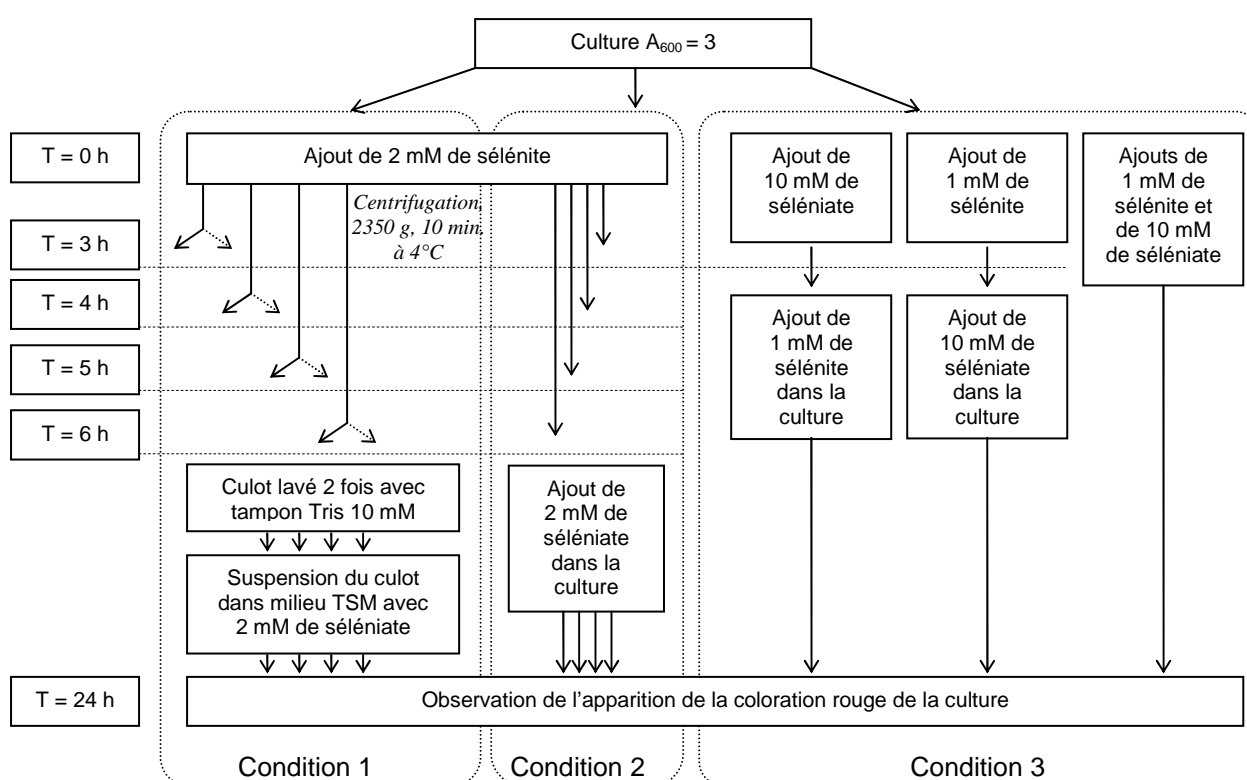 Culture A600 = 3
T = 0 h
Ajout de 2 mM de sélénite
Centrifugation
2350 g, 10 min,
à 4°C
Ajout de
10 mM de
séléniate
Ajout de
1 mM de
sélénite
Ajouts de
1 mM de
sélénite et
de 10 mM
de séléniate
T = 3 h
T = 4 h
Ajout de
1 mM de
sélénite
dans la
culture
Ajout de
10 mM de
séléniate
dans la
culture
T = 5 h
T = 6 h
Culot lavé 2 fois avec
tampon Tris 10 mM
Suspension du culot
dans milieu TSM avec
2 mM de séléniate
Ajout de
2 mM de
séléniate
dans la
culture
T = 24 h
Observation de l'apparition de la coloration rouge de la culture
Condition 1
Condition 2
Condition 3